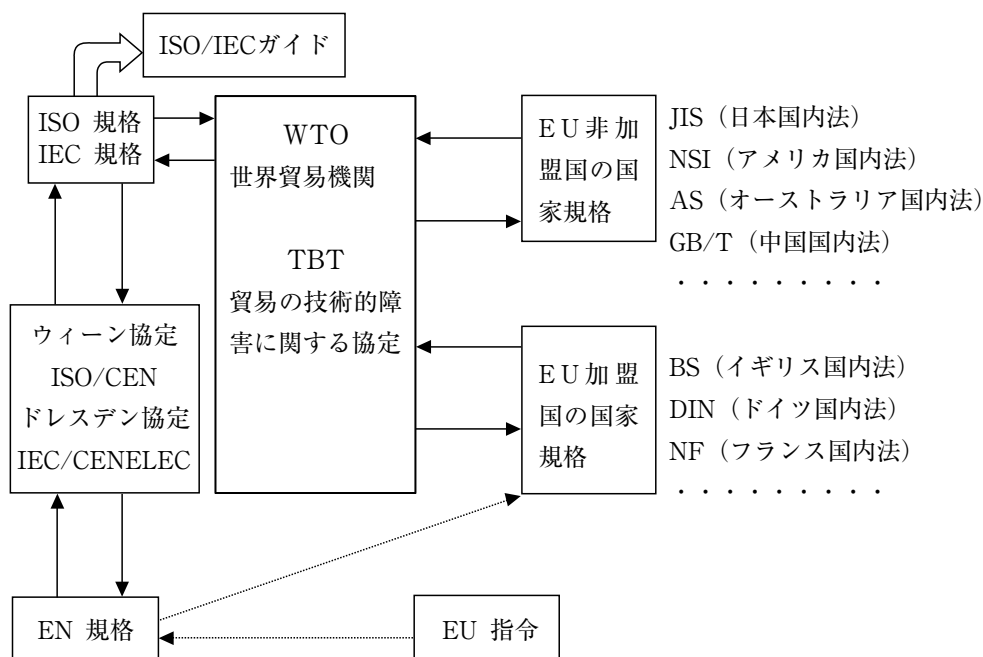 ISO/IECガイド
ISO 規格
IEC 規格
WTO
世界貿易機関
TBT
貿易の技術的障
害に関する協定
EU非加
盟国の国
家規格
JIS（日本国内法）
NSI（アメリカ国内法）
AS（オーストラリア国内法）
GB/T（中国国内法）
・・・・・・・・・
ウィーン協定
ISO/CEN
ドレスデン協定
IEC/CENELEC
EU加盟
国の国家
規格
BS（イギリス国内法）
DIN（ドイツ国内法）
NF（フランス国内法）
・・・・・・・・・
EN 規格
EU 指令